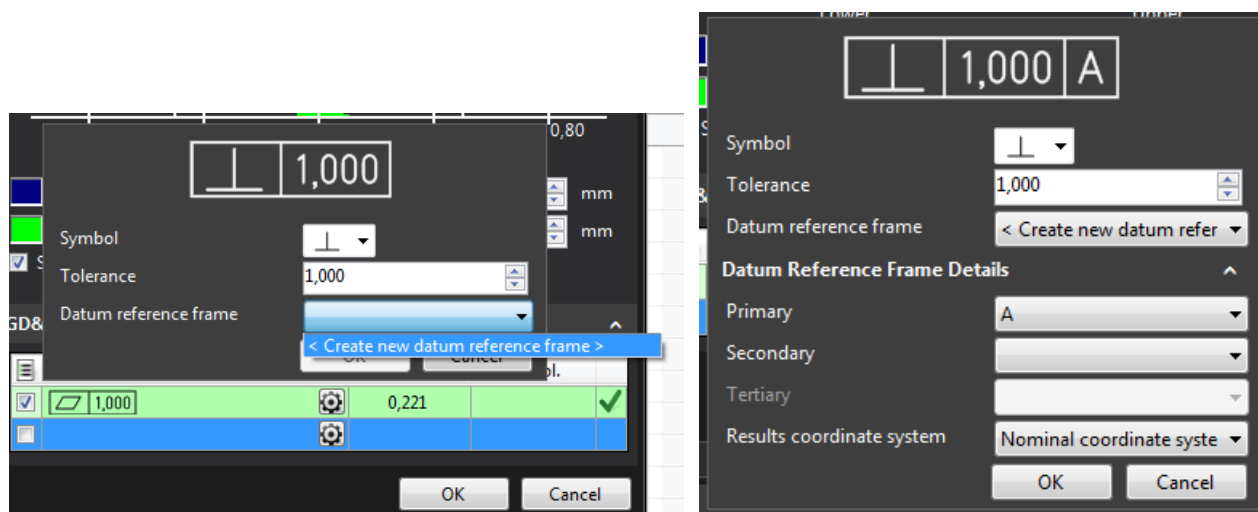 0,80
1,000
mm
mm
Symbol
Tolerance
1,000
Datum reference frame
< Create new datum reference frame >
Cancel
1,000
0,221
OK
Cancel
Lower
Upper
1,000 A
Symbol
Tolerance
1,000
Datum reference frame
< Create new datum refer
Datum Reference Frame Details
Primary
A
Secondary
Tertiary
Results coordinate system
Nominal coordinate syste
OK
Cancel